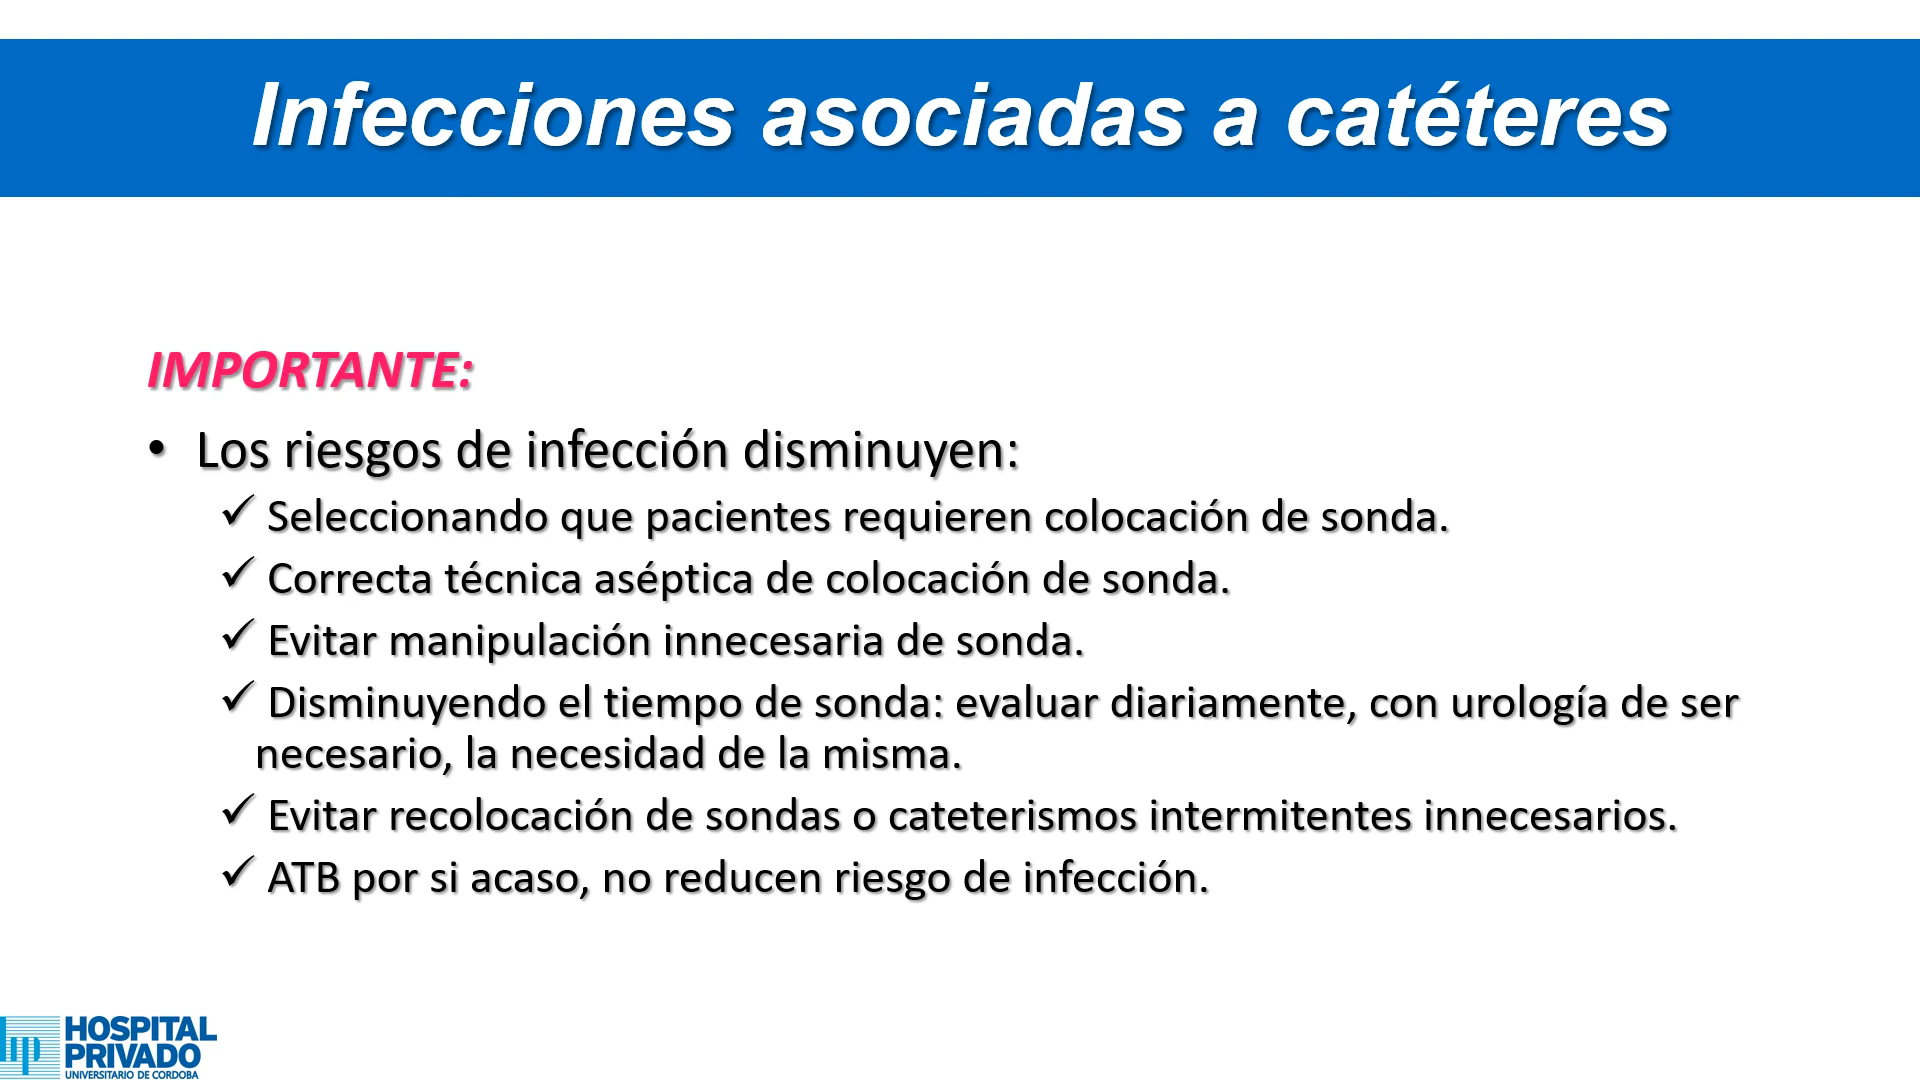 Infecciones asociadas a catéteres
IMPORTANTE:
• Los riesgos de infección disminuyen:
✓ Seleccionando que pacientes requieren colocación de sonda.
✓ Correcta técnica aséptica de colocación de sonda.
✓ Evitar manipulación innecesaria de sonda.
✓ Disminuyendo el tiempo de sonda: evaluar diariamente, con urología de ser
necesario, la necesidad de la misma.
✓ Evitar recolocación de sondas o cateterismos intermitentes innecesarios.
✓ ATB por si acaso, no reducen riesgo de infección.
hp
HOSPITAL
PRIVADO
UNIVERSITARIO DE CORDOBA